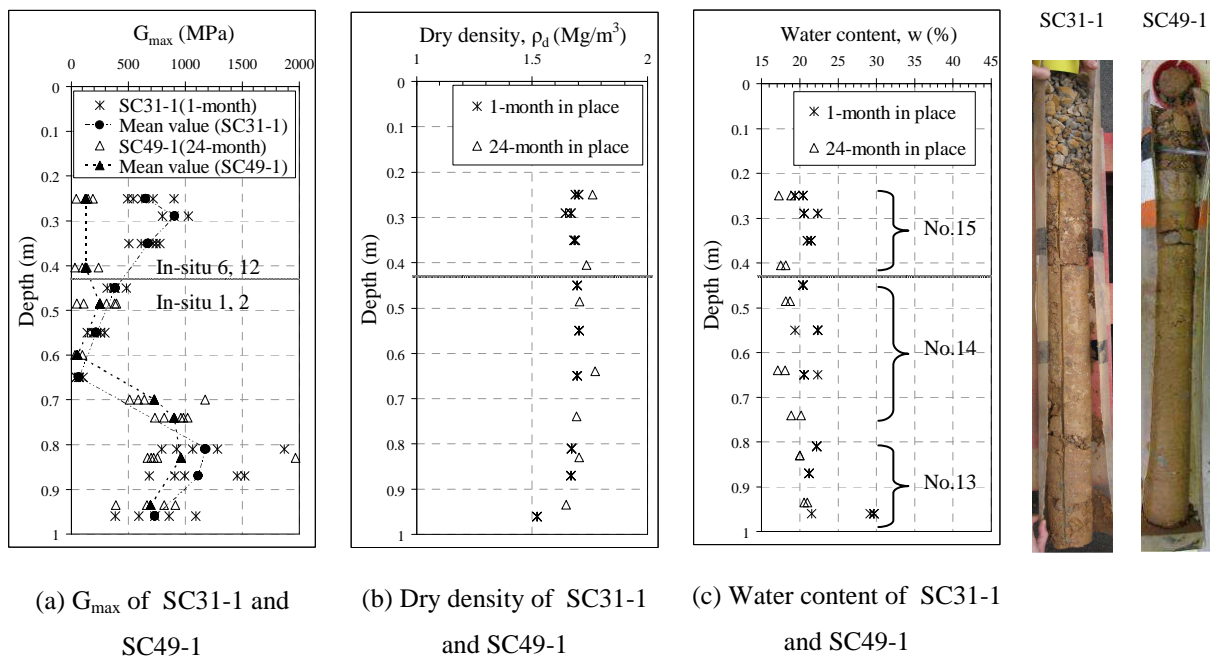 G_max (MPa)
0 500 1000 1500 2000
SC31-1(1-month)
Mean value (SC31-1)
SC49-1(24-month)
Mean value (SC49-1)
In-situ 6, 12
In-situ 1, 2
Depth (m)
0
0.1
0.2
0.3
0.4
0.5
0.6
0.7
0.8
0.9
1
Dry density, ρ_d (Mg/m³)
1 1.5 2
1-month in place
24-month in place
Depth (m)
0
0.1
0.2
0.3
0.4
0.5
0.6
0.7
0.8
0.9
1
Water content, w (%)
15 20 25 30 35 40 45
1-month in place
24-month in place
No.15
No.14
No.13
Depth (m)
0
0.1
0.2
0.3
0.4
0.5
0.6
0.7
0.8
0.9
1
SC31-1
SC49-1
(a) G_max of SC31-1 and
SC49-1
(b) Dry density of SC31-1
and SC49-1
(c) Water content of SC31-1
and SC49-1